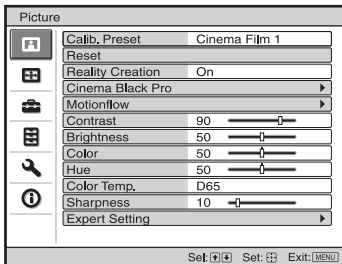 Picture
Calib. Preset Cinema Film 1
Reset
Reality Creation On
Cinema Black Pro
Motionflow
Contrast 90
Brightness 50
Color 50
Hue 50
Color Temp. D65
Sharpness 10
Expert Setting
Sel: Set: Exit: MENU